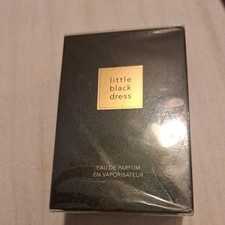 little
black
dress
EAU DE PARFUM
EN VAPORISATEUR